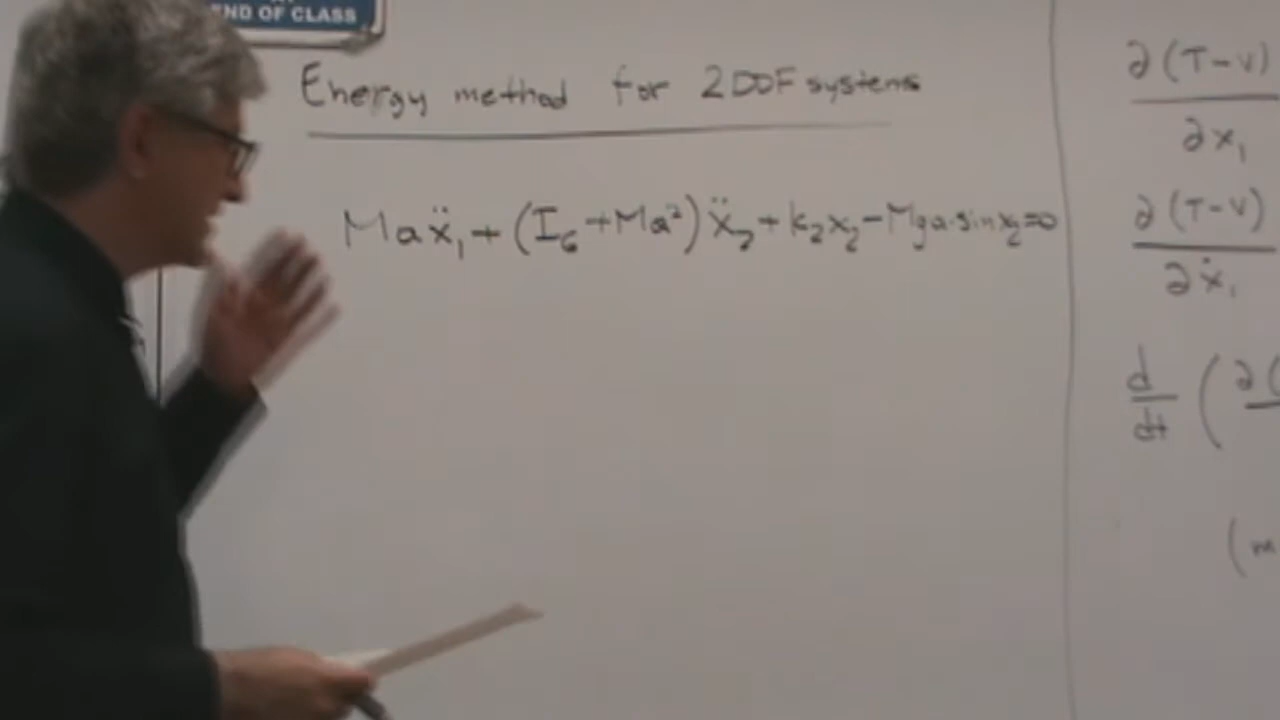 END OF CLASS
Energy method for 2DOF systems
Maẍ₁ + (I_G + Ma²) ẍ₂ + k₂x₂ - Mga·sinx₂=0
∂(T-V)
∂x₁
∂(T-V)
∂ẋ₁
d/dt ( ∂(
(m